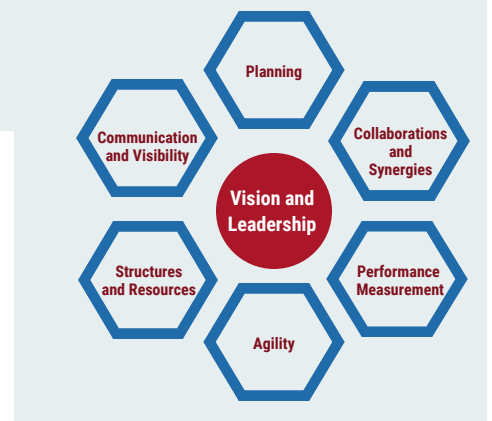 Planning
Communication
and Visibility
Collaborations
and
Synergies
Vision and
Leadership
Structures
and Resources
Performance
Measurement
Agility